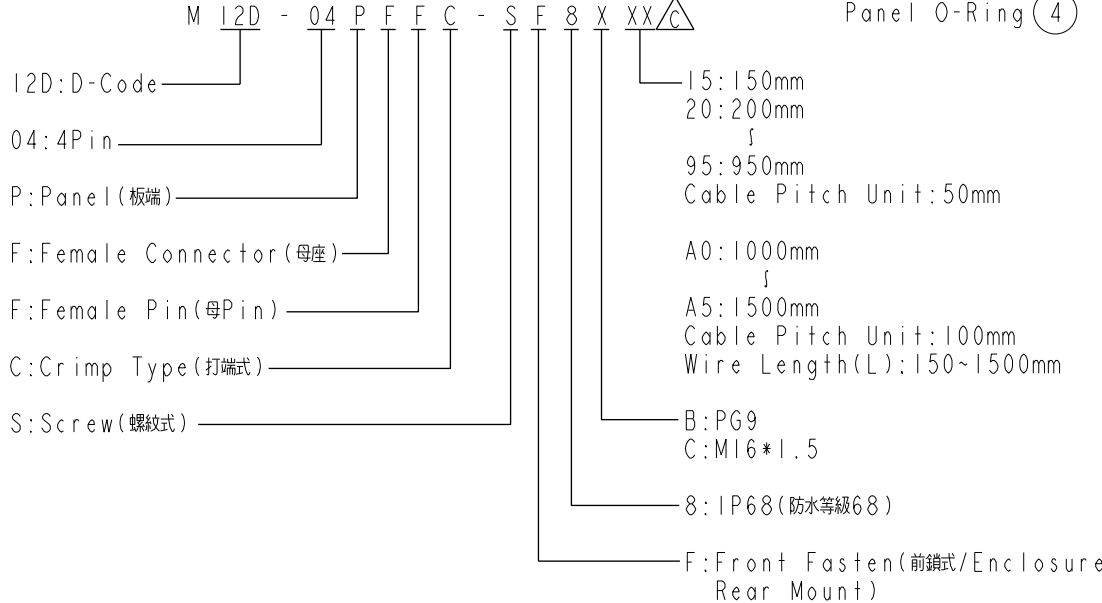 M 12D - 04 P F F C - S F 8 X XX C
Panel O-Ring 4
12D:D-Code
04:4Pin
P:Panel(板端)
F:Female Connector(母座)
F:Female Pin(母Pin)
C:Crimp Type(打端式)
S:Screw(螺紋式)
15:150mm
20:200mm
∫
95:950mm
Cable Pitch Unit:50mm
A0:1000mm
∫
A5:1500mm
Cable Pitch Unit:100mm
Wire Length(L):150~1500mm
B:PG9
C:M16*1.5
8:IP68(防水等級68)
F:Front Fasten(前鎖式/Enclosure
Rear Mount)